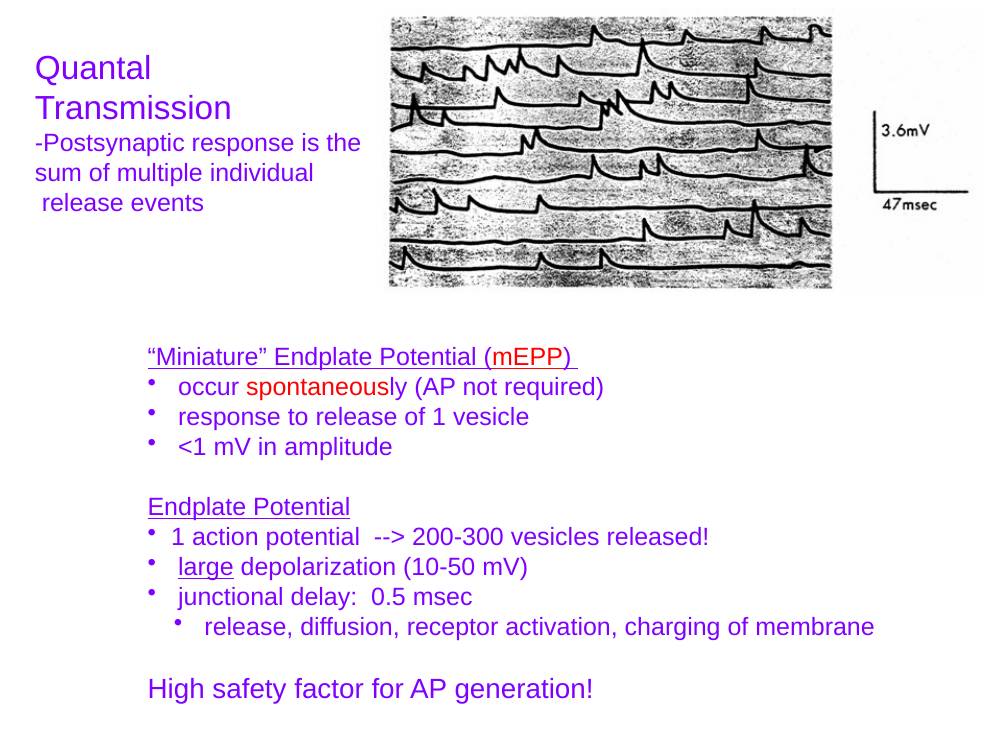 Quantal
Transmission
-Postsynaptic response is the
sum of multiple individual
release events
3.6mV
47msec
“Miniature” Endplate Potential (mEPP)
• occur spontaneously (AP not required)
• response to release of 1 vesicle
• <1 mV in amplitude
Endplate Potential
• 1 action potential --> 200-300 vesicles released!
• large depolarization (10-50 mV)
• junctional delay: 0.5 msec
• release, diffusion, receptor activation, charging of membrane
High safety factor for AP generation!